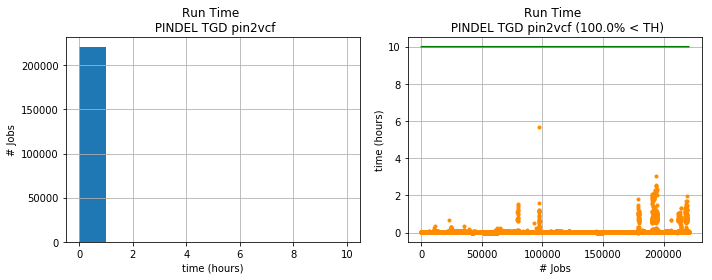 Run Time
PINDEL TGD pin2vcf
200000
150000
100000
50000
0
# Jobs
0 2 4 6 8 10
time (hours)
Run Time
PINDEL TGD pin2vcf (100.0% < TH)
10
8
6
4
2
0
time (hours)
0 50000 100000 150000 200000
# Jobs